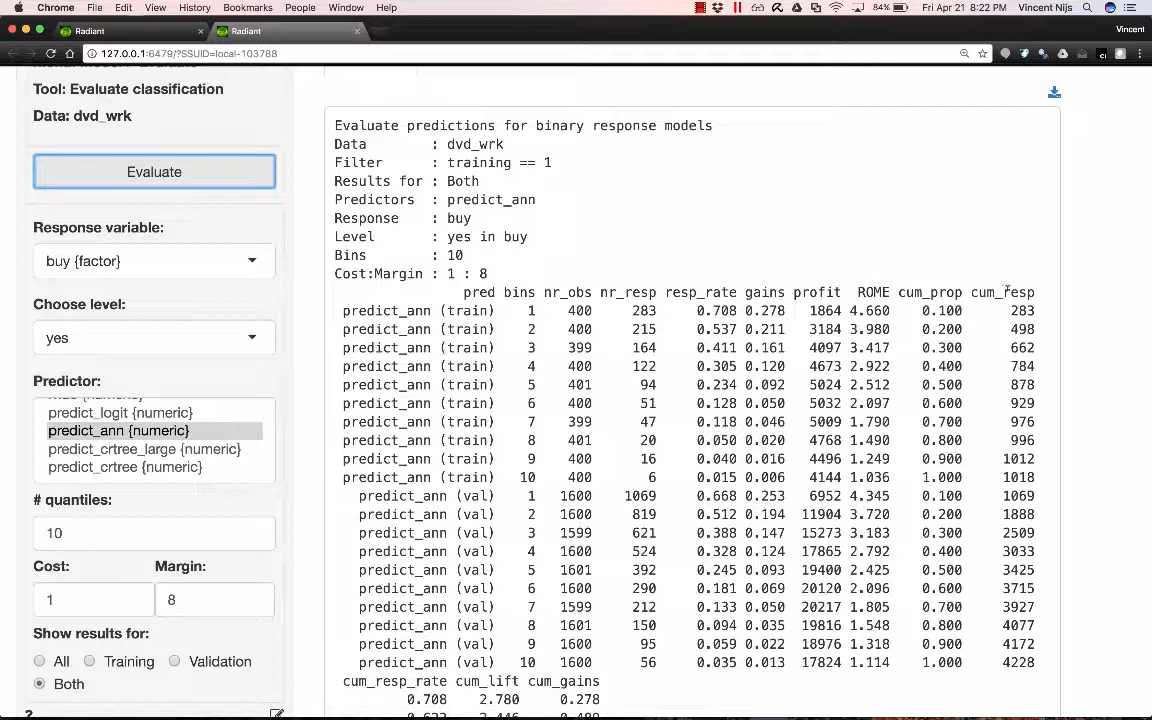 Chrome File Edit View History Bookmarks People Window Help 84% Fri Apr 21 8:22 PM Vincent Nijs
Radiant × Radiant × Vincent
127.0.0.1:6479/?SSUID=local-103788
Tool: Evaluate classification
Data: dvd_wrk
Evaluate
Response variable:
buy {factor}
Choose level:
yes
Predictor:
predict_logit {numeric}
predict_ann {numeric}
predict_crtree_large {numeric}
predict_crtree {numeric}
# quantiles:
10
Cost: Margin:
1 8
Show results for:
All Training Validation
Both
?
Evaluate predictions for binary response models
Data : dvd_wrk
Filter : training == 1
Results for : Both
Predictors : predict_ann
Response : buy
Level : yes in buy
Bins : 10
Cost:Margin : 1 : 8
pred bins nr_obs nr_resp resp_rate gains profit ROME cum_prop cum_resp
predict_ann (train) 1 400 283 0.708 0.278 1864 4.660 0.100 283
predict_ann (train) 2 400 215 0.537 0.211 3184 3.980 0.200 498
predict_ann (train) 3 399 164 0.411 0.161 4097 3.417 0.300 662
predict_ann (train) 4 400 122 0.305 0.120 4673 2.922 0.400 784
predict_ann (train) 5 401 94 0.234 0.092 5024 2.512 0.500 878
predict_ann (train) 6 400 51 0.128 0.050 5032 2.097 0.600 929
predict_ann (train) 7 399 47 0.118 0.046 5009 1.790 0.700 976
predict_ann (train) 8 401 20 0.050 0.020 4768 1.490 0.800 996
predict_ann (train) 9 400 16 0.040 0.016 4496 1.249 0.900 1012
predict_ann (train) 10 400 6 0.015 0.006 4144 1.036 1.000 1018
predict_ann (val) 1 1600 1069 0.668 0.253 6952 4.345 0.100 1069
predict_ann (val) 2 1600 819 0.512 0.194 11904 3.720 0.200 1888
predict_ann (val) 3 1599 621 0.388 0.147 15273 3.183 0.300 2509
predict_ann (val) 4 1600 524 0.328 0.124 17865 2.792 0.400 3033
predict_ann (val) 5 1601 392 0.245 0.093 19400 2.425 0.500 3425
predict_ann (val) 6 1600 290 0.181 0.069 20120 2.096 0.600 3715
predict_ann (val) 7 1599 212 0.133 0.050 20217 1.805 0.700 3927
predict_ann (val) 8 1601 150 0.094 0.035 19816 1.548 0.800 4077
predict_ann (val) 9 1600 95 0.059 0.022 18976 1.318 0.900 4172
predict_ann (val) 10 1600 56 0.035 0.013 17824 1.114 1.000 4228
cum_resp_rate cum_lift cum_gains
0.708 2.780 0.278